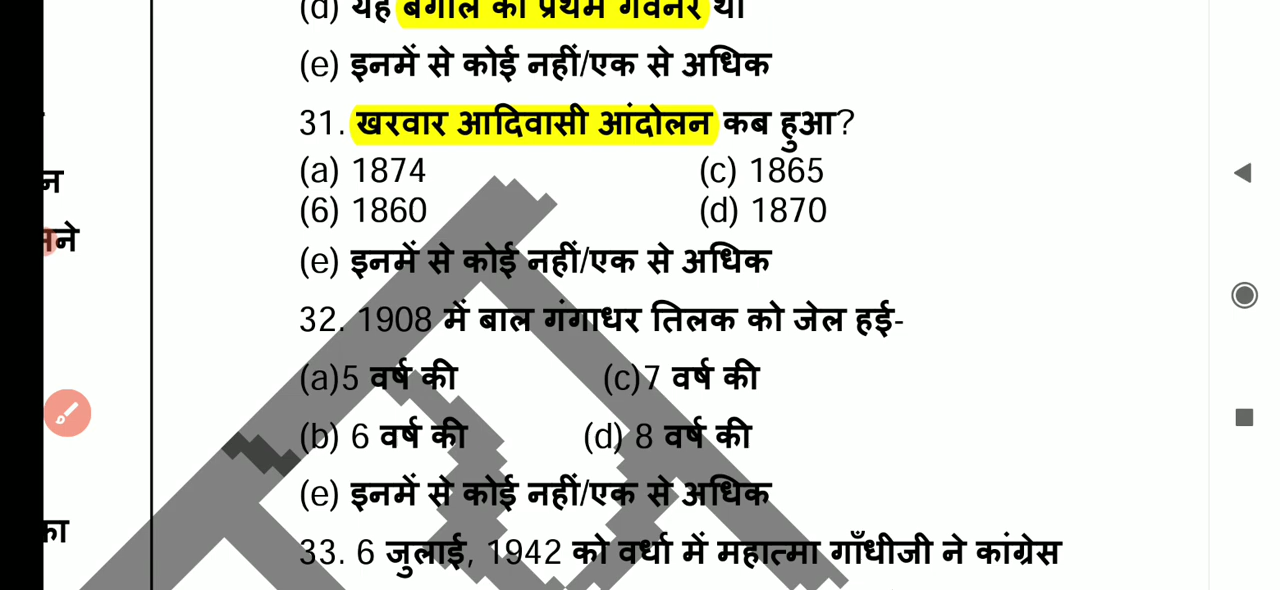 (d) यह बंगाल का प्रथम गवर्नर था
(e) इनमें से कोई नहीं/एक से अधिक
31. खरवार आदिवासी आंदोलन कब हुआ?
(a) 1874 (c) 1865
(6) 1860 (d) 1870
(e) इनमें से कोई नहीं/एक से अधिक
32. 1908 में बाल गंगाधर तिलक को जेल हई-
(a)5 वर्ष की (c)7 वर्ष की
(b) 6 वर्ष की (d) 8 वर्ष की
(e) इनमें से कोई नहीं/एक से अधिक
33. 6 जुलाई, 1942 को वर्धा में महात्मा गाँधीजी ने कांग्रेस